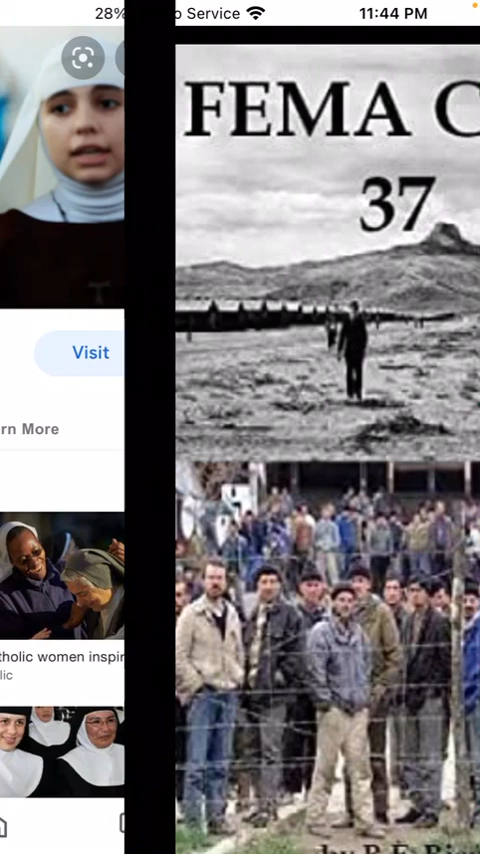 28%
Visit
rn More
tholic women inspir
lic
o Service
11:44 PM
FEMA C
37